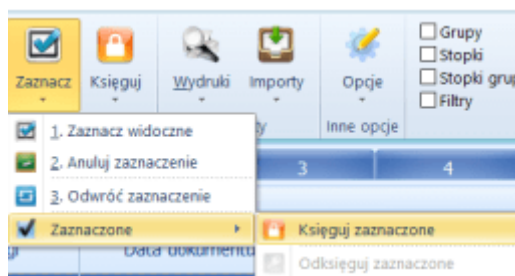 Zaznacz Księguj Wydruki Importy Opcje
Grupy
Stopki
Stopki grup
Filtry
Inne opcje
1. Zaznacz widoczne
2. Anuluj zaznaczenie
3. Odwróć zaznaczenie
Zaznaczone
3 4
Księguj zaznaczone
Data dokumentu
Odksięguj zaznaczone